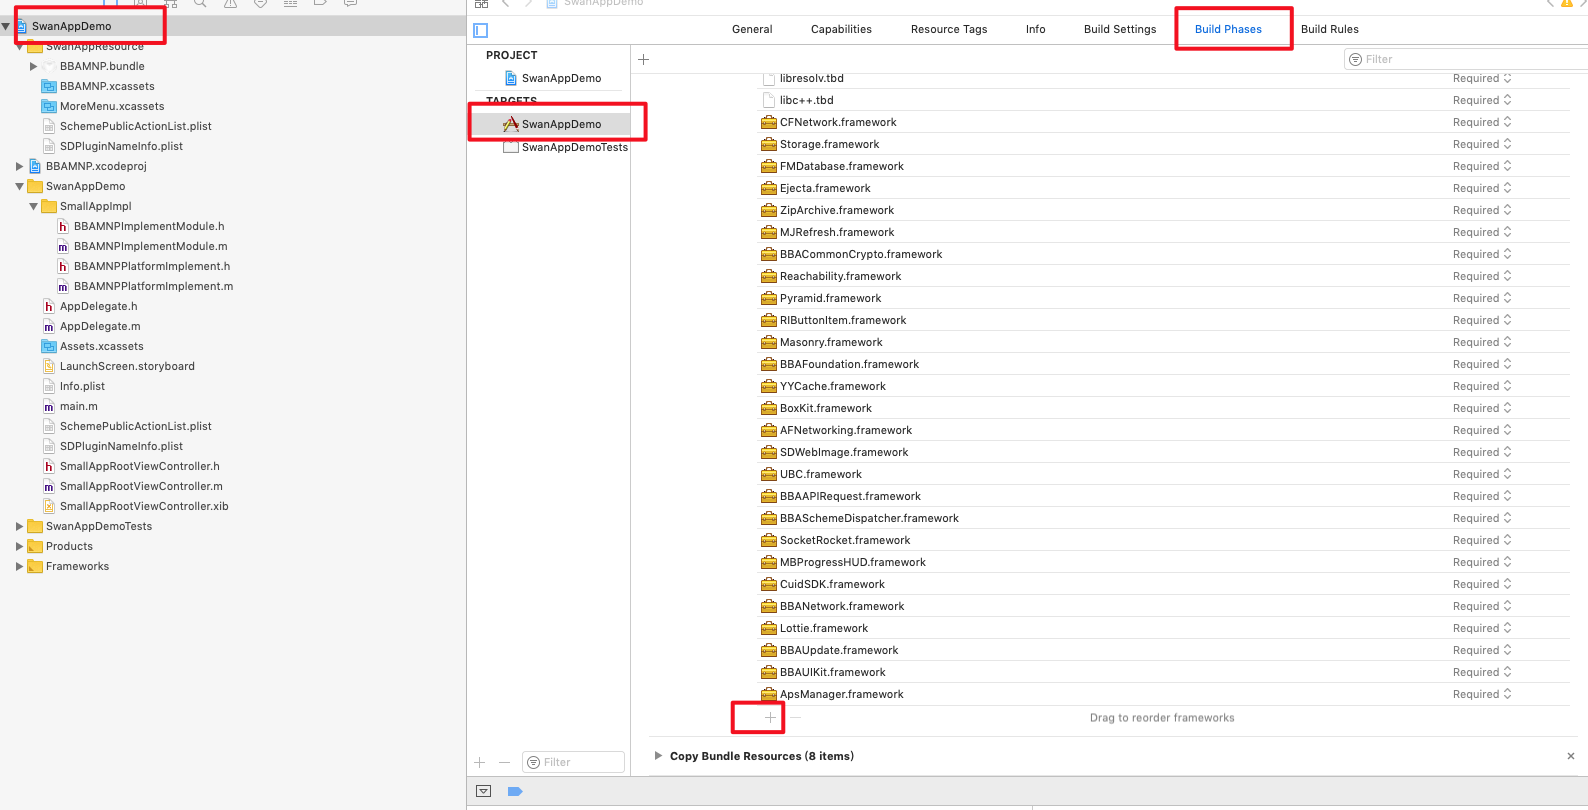 SwanAppDemo
SwanAppResource
BBAMNP.bundle
BBAMNP.xcassets
MoreMenu.xcassets
SchemePublicActionList.plist
SDPluginNameInfo.plist
BBAMNP.xcodeproj
SwanAppDemo
SmallAppImpl
BBAMNPImplementModule.h
BBAMNPImplementModule.m
BBAMNPPlatformImplement.h
BBAMNPPlatformImplement.m
AppDelegate.h
AppDelegate.m
Assets.xcassets
LaunchScreen.storyboard
Info.plist
main.m
SchemePublicActionList.plist
SDPluginNameInfo.plist
SmallAppRootViewController.h
SmallAppRootViewController.m
SmallAppRootViewController.xib
SwanAppDemoTests
Products
Frameworks
SwanAppDemo
General Capabilities Resource Tags Info Build Settings Build Phases Build Rules
PROJECT
SwanAppDemo
TARGETS
SwanAppDemo
SwanAppDemoTests
Filter
Filter
libresolv.tbd Required
libc++.tbd Required
CFNetwork.framework Required
Storage.framework Required
FMDatabase.framework Required
Ejecta.framework Required
ZipArchive.framework Required
MJRefresh.framework Required
BBACommonCrypto.framework Required
Reachability.framework Required
Pyramid.framework Required
RIButtonItem.framework Required
Masonry.framework Required
BBAFoundation.framework Required
YYCache.framework Required
BoxKit.framework Required
AFNetworking.framework Required
SDWebImage.framework Required
UBC.framework Required
BBAAPIRequest.framework Required
BBASchemeDispatcher.framework Required
SocketRocket.framework Required
MBProgressHUD.framework Required
CuidSDK.framework Required
BBANetwork.framework Required
Lottie.framework Required
BBAUpdate.framework Required
BBAUIKit.framework Required
ApsManager.framework Required
Drag to reorder frameworks
Copy Bundle Resources (8 items)